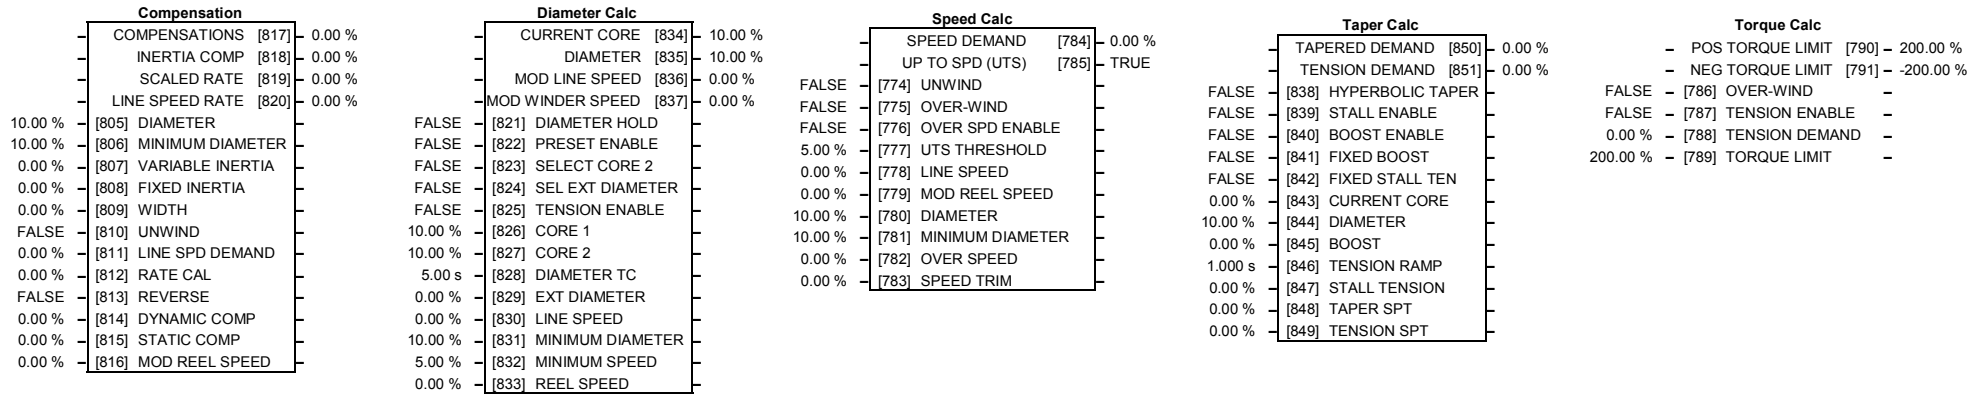 Compensation
COMPENSATIONS [817] 0.00 %
INERTIA COMP [818] 0.00 %
SCALED RATE [819] 0.00 %
LINE SPEED RATE [820] 0.00 %
10.00 % [805] DIAMETER
10.00 % [806] MINIMUM DIAMETER
0.00 % [807] VARIABLE INERTIA
0.00 % [808] FIXED INERTIA
0.00 % [809] WIDTH
FALSE [810] UNWIND
0.00 % [811] LINE SPD DEMAND
0.00 % [812] RATE CAL
FALSE [813] REVERSE
0.00 % [814] DYNAMIC COMP
0.00 % [815] STATIC COMP
0.00 % [816] MOD REEL SPEED
Diameter Calc
CURRENT CORE [834] 10.00 %
DIAMETER [835] 10.00 %
MOD LINE SPEED [836] 0.00 %
MOD WINDER SPEED [837] 0.00 %
FALSE [821] DIAMETER HOLD
FALSE [822] PRESET ENABLE
FALSE [823] SELECT CORE 2
FALSE [824] SEL EXT DIAMETER
FALSE [825] TENSION ENABLE
10.00 % [826] CORE 1
10.00 % [827] CORE 2
5.00 s [828] DIAMETER TC
0.00 % [829] EXT DIAMETER
0.00 % [830] LINE SPEED
10.00 % [831] MINIMUM DIAMETER
5.00 % [832] MINIMUM SPEED
0.00 % [833] REEL SPEED
Speed Calc
SPEED DEMAND [784] 0.00 %
UP TO SPD (UTS) [785] TRUE
FALSE [774] UNWIND
FALSE [775] OVER-WIND
FALSE [776] OVER SPD ENABLE
5.00 % [777] UTS THRESHOLD
0.00 % [778] LINE SPEED
0.00 % [779] MOD REEL SPEED
10.00 % [780] DIAMETER
10.00 % [781] MINIMUM DIAMETER
0.00 % [782] OVER SPEED
0.00 % [783] SPEED TRIM
Taper Calc
TAPERED DEMAND [850] 0.00 %
TENSION DEMAND [851] 0.00 %
FALSE [838] HYPERBOLIC TAPER
FALSE [839] STALL ENABLE
FALSE [840] BOOST ENABLE
FALSE [841] FIXED BOOST
FALSE [842] FIXED STALL TEN
0.00 % [843] CURRENT CORE
10.00 % [844] DIAMETER
0.00 % [845] BOOST
1.000 s [846] TENSION RAMP
0.00 % [847] STALL TENSION
0.00 % [848] TAPER SPT
0.00 % [849] TENSION SPT
Torque Calc
POS TORQUE LIMIT [790] 200.00 %
NEG TORQUE LIMIT [791] -200.00 %
FALSE [786] OVER-WIND
FALSE [787] TENSION ENABLE
0.00 % [788] TENSION DEMAND
200.00 % [789] TORQUE LIMIT